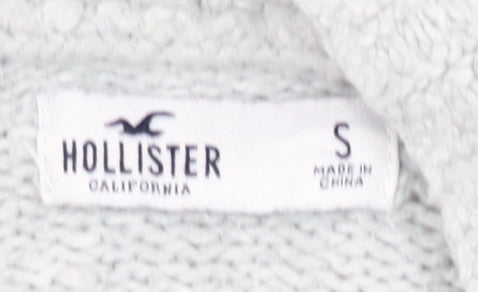 HOLLISTER
CALIFORNIA
S
MADE IN
CHINA